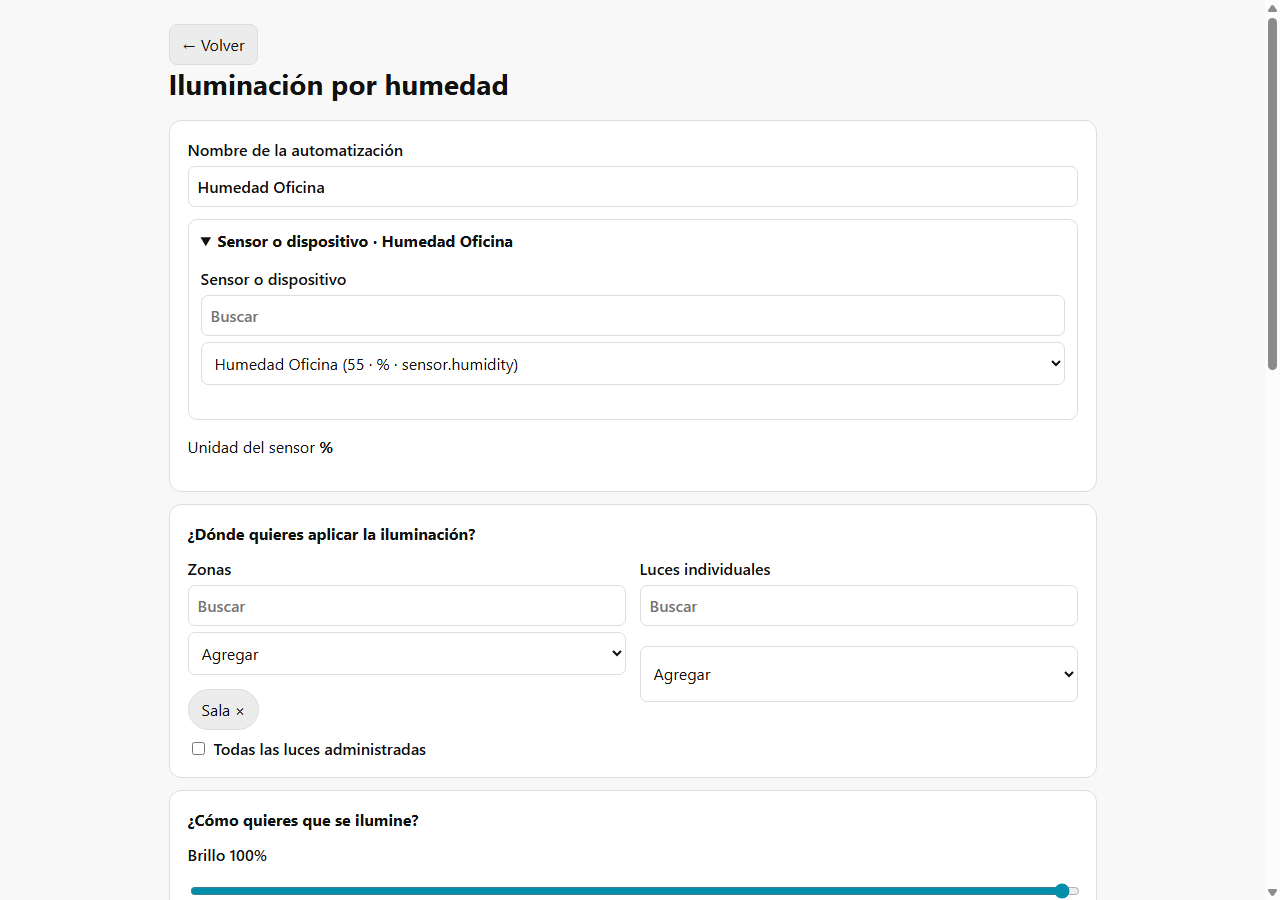 ← Volver
Iluminación por humedad
Nombre de la automatización
Humedad Oficina
▼ Sensor o dispositivo · Humedad Oficina
Sensor o dispositivo
Buscar
Humedad Oficina (55 · % · sensor.humidity)
Unidad del sensor %
¿Dónde quieres aplicar la iluminación?
Zonas
Buscar
Agregar
Sala ×
Luces individuales
Buscar
Agregar
Todas las luces administradas
¿Cómo quieres que se ilumine?
Brillo 100%